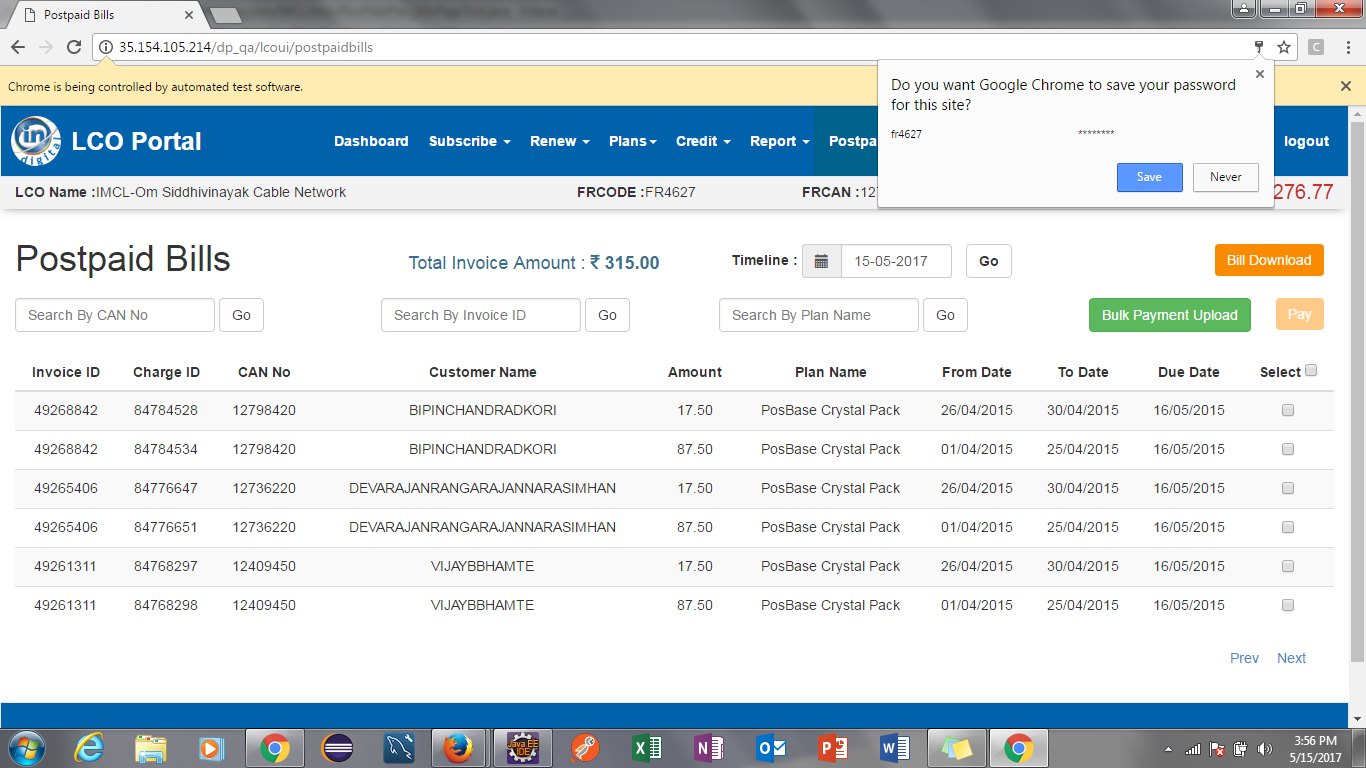 Postpaid Bills
35.154.105.214/dp_qa/lcoui/postpaidbills
C
Chrome is being controlled by automated test software.
Do you want Google Chrome to save your password
for this site?
fr4627 ********
Save Never
in digital LCO Portal Dashboard Subscribe Renew Plans Credit Report Postpa logout
LCO Name :IMCL-Om Siddhivinayak Cable Network FRCODE :FR4627 FRCAN :127 276.77
Postpaid Bills Total Invoice Amount : ₹ 315.00 Timeline : 15-05-2017 Go Bill Download
Search By CAN No Go Search By Invoice ID Go Search By Plan Name Go Bulk Payment Upload Pay
Invoice ID Charge ID CAN No Customer Name Amount Plan Name From Date To Date Due Date Select
49268842 84784528 12798420 BIPINCHANDRADKORI 17.50 PosBase Crystal Pack 26/04/2015 30/04/2015 16/05/2015
49268842 84784534 12798420 BIPINCHANDRADKORI 87.50 PosBase Crystal Pack 01/04/2015 25/04/2015 16/05/2015
49265406 84776647 12736220 DEVARAJANRANGARAJANNARASIMHAN 17.50 PosBase Crystal Pack 26/04/2015 30/04/2015 16/05/2015
49265406 84776651 12736220 DEVARAJANRANGARAJANNARASIMHAN 87.50 PosBase Crystal Pack 01/04/2015 25/04/2015 16/05/2015
49261311 84768297 12409450 VIJAYBBHAMTE 17.50 PosBase Crystal Pack 26/04/2015 30/04/2015 16/05/2015
49261311 84768298 12409450 VIJAYBBHAMTE 87.50 PosBase Crystal Pack 01/04/2015 25/04/2015 16/05/2015
Prev Next
Java EE IDE
3:56 PM
5/15/2017